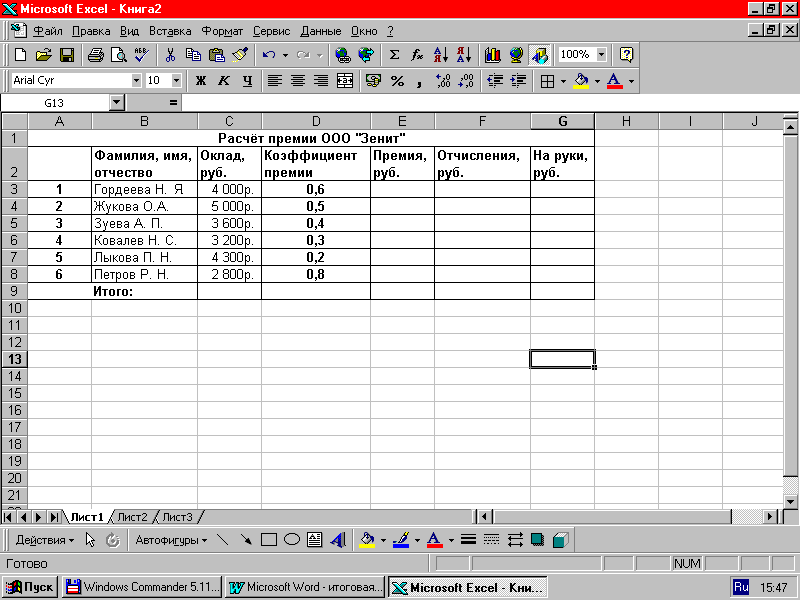 Microsoft Excel - Книга2
Файл Правка Вид Вставка Формат Сервис Данные Окно ?
100%
Arial Cyr 10 Ж К Ч % ,
G13 =
A B C D E F G H I J
1 Расчёт премии ООО "Зенит"
Фамилия, имя, Оклад, Коэффициент Премия, Отчисления, На руки,
2 отчество руб. премии руб. руб. руб.
3 1 Гордеева Н. Я 4 000р. 0,6
4 2 Жукова О.А. 5 000р. 0,5
5 3 Зуева А. П. 3 600р. 0,4
6 4 Ковалев Н. С. 3 200р. 0,3
7 5 Лыкова П. Н. 4 300р. 0,2
8 6 Петров Р. Н. 2 800р. 0,8
9 Итого:
10
11
12
13
14
15
16
17
18
19
20
21
Лист1 Лист2 Лист3
Действия Автофигуры
Готово NUM
Пуск Windows Commander 5.11... Microsoft Word - итоговая... Microsoft Excel - Кни... Ru 15:47